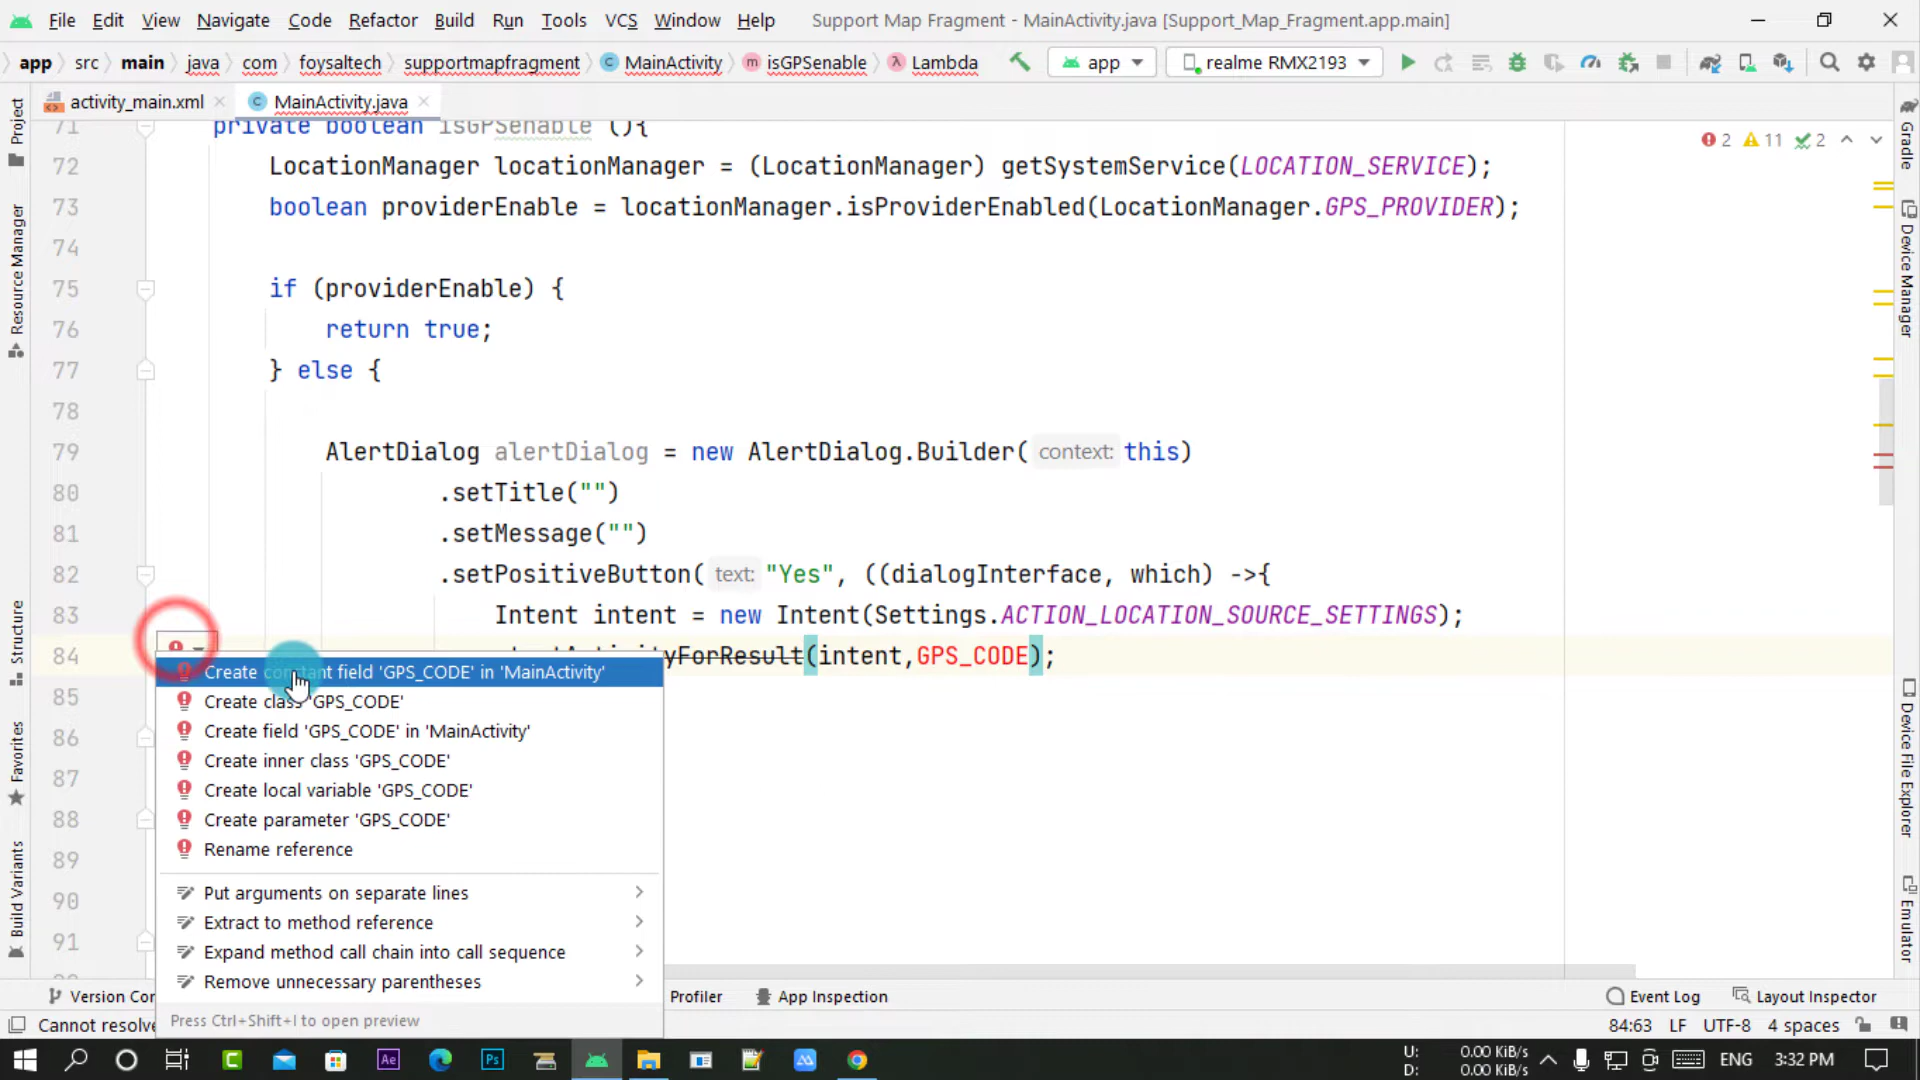 File Edit View Navigate Code Refactor Build Run Tools VCS Window Help Support Map Fragment - MainActivity.java [Support_Map_Fragment.app.main]
app src main java com foysaltech supportmapfragment MainActivity isGPSenable Lambda app realme RMX2193
activity_main.xml MainActivity.java
2 11 2
71 private boolean isGPSenable (){
72 LocationManager locationManager = (LocationManager) getSystemService(LOCATION_SERVICE);
73 boolean providerEnable = locationManager.isProviderEnabled(LocationManager.GPS_PROVIDER);
74
75 if (providerEnable) {
76 return true;
77 } else {
78
79 AlertDialog alertDialog = new AlertDialog.Builder( context: this)
80 .setTitle("")
81 .setMessage("")
82 .setPositiveButton( text: "Yes", ((dialogInterface, which) ->{
83 Intent intent = new Intent(Settings.ACTION_LOCATION_SOURCE_SETTINGS);
84 startActivityForResult(intent,GPS_CODE);
85
86
87
88
89
90
91
Create constant field 'GPS_CODE' in 'MainActivity'
Create class 'GPS_CODE'
Create field 'GPS_CODE' in 'MainActivity'
Create inner class 'GPS_CODE'
Create local variable 'GPS_CODE'
Create parameter 'GPS_CODE'
Rename reference
Put arguments on separate lines
Extract to method reference
Expand method call chain into call sequence
Remove unnecessary parentheses
Press Ctrl+Shift+I to open preview
Project
Resource Manager
Structure
Favorites
Build Variants
Gradle
Device Manager
Device File Explorer
Emulator
Version Con Profiler App Inspection Event Log Layout Inspector
Cannot resolve 84:63 LF UTF-8 4 spaces
Ae Ps U: 0.00 KiB/s ENG 3:32 PM
D: 0.00 KiB/s